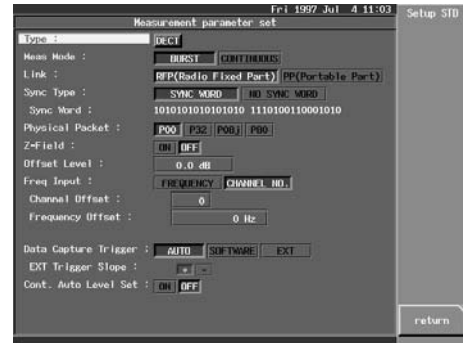 Fri 1997 Jul 4 11:03
Setup STD
Measurement parameter set
Type : DECT
Meas Mode : BURST CONTINUOUS
Link : RFP(Radio Fixed Part) PP(Portable Part)
Sync Type : SYNC WORD NO SYNC WORD
Sync Word : 1010101010101010 1110100110001010
Physical Packet : P00 P32 P00j P80
Z-Field : ON OFF
Offset Level : 0.0 dB
Freq Input : FREQUENCY CHANNEL NO.
Channel Offset : 0
Frequency Offset : 0 Hz
Data Capture Trigger : AUTO SOFTWARE EXT
EXT Trigger Slope : + -
Cont. Auto Level Set : ON OFF
return